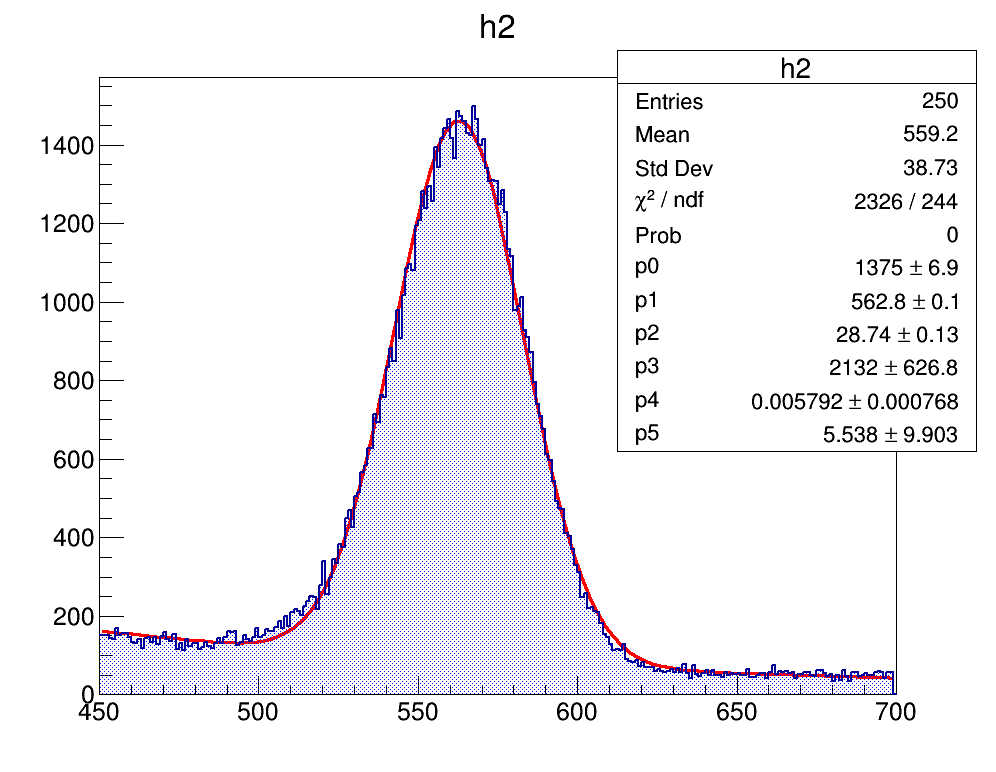 h2
h2
Entries 250
Mean 559.2
Std Dev 38.73
χ² / ndf 2326 / 244
Prob 0
p0 1375 ± 6.9
p1 562.8 ± 0.1
p2 28.74 ± 0.13
p3 2132 ± 626.8
p4 0.005792 ± 0.000768
p5 5.538 ± 9.903
1400
1200
1000
800
600
400
200
0
450 500 550 600 650 700